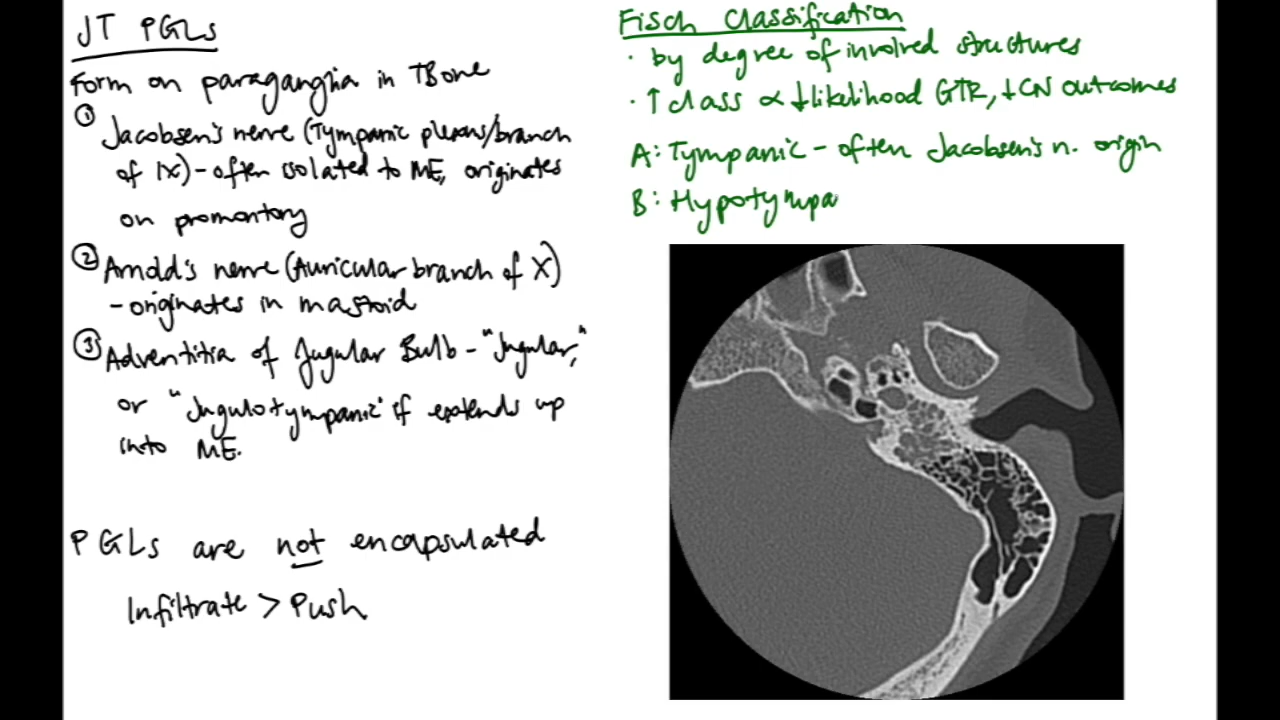 JT PGLs
Form on paraganglia in TBone
① Jacobsen's nerve (Tympanic plexus/branch
of IX) - often isolated to ME, originates
on promontory
② Arnold's nerve (Auricular branch of X)
- originates in mastoid
③ Adventitia of Jugular Bulb - "Jugular,"
or "Jugulotympanic" if extends up
into ME.
PGLs are not encapsulated
Infiltrate > Push
Fisch Classification
· by degree of involved structures
· ↑ class ∝ ↓likelihood GTR, ↓CN outcomes
A: Tympanic - often Jacobsen's n. origin
B: Hypotympa